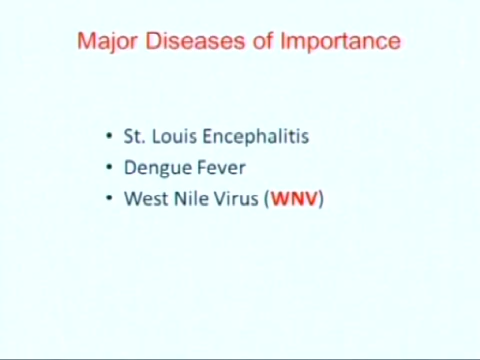 Major Diseases of Importance
• St. Louis Encephalitis
• Dengue Fever
• West Nile Virus (WNV)